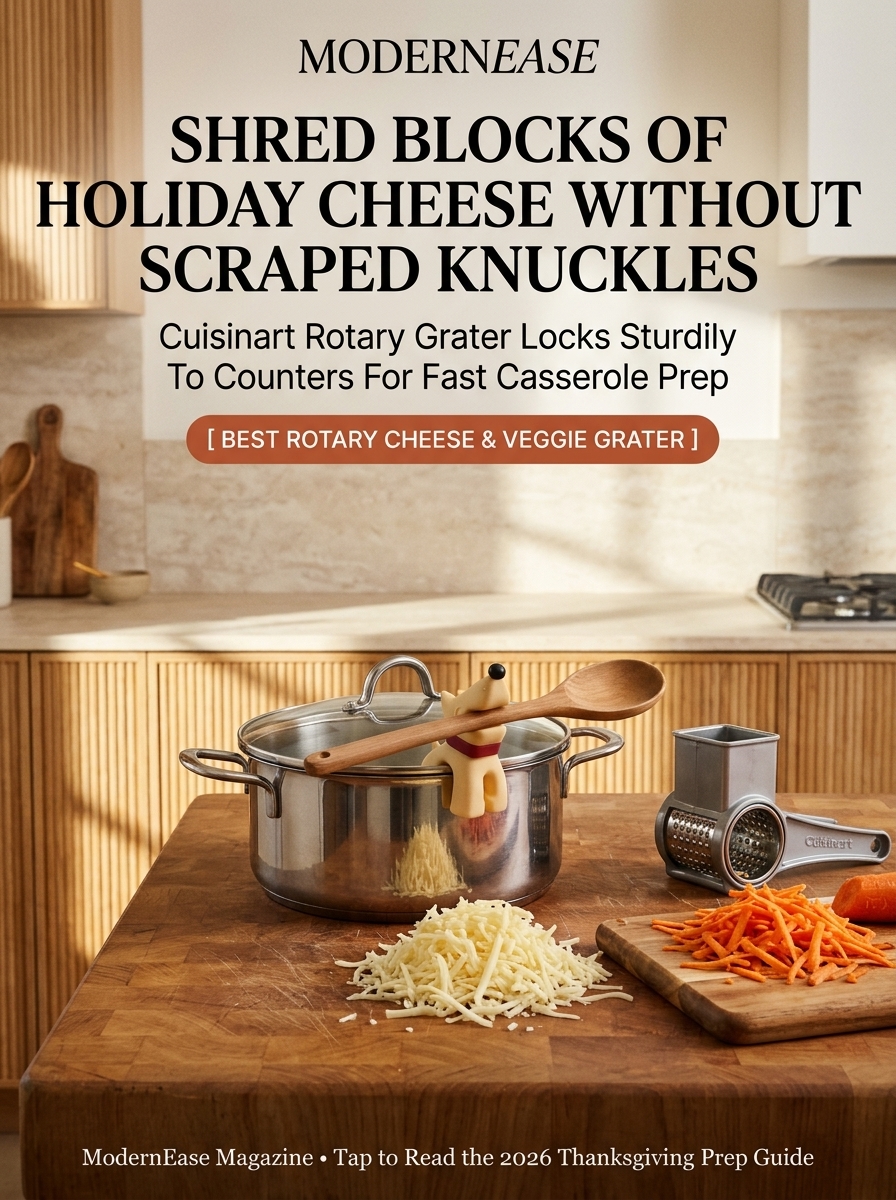 MODERNEASE
SHRED BLOCKS OF
HOLIDAY CHEESE WITHOUT
SCRAPED KNUCKLES
Cuisinart Rotary Grater Locks Sturdily
To Counters For Fast Casserole Prep
[ BEST ROTARY CHEESE & VEGGIE GRATER ]
Cuisinart
ModernEase Magazine • Tap to Read the 2026 Thanksgiving Prep Guide